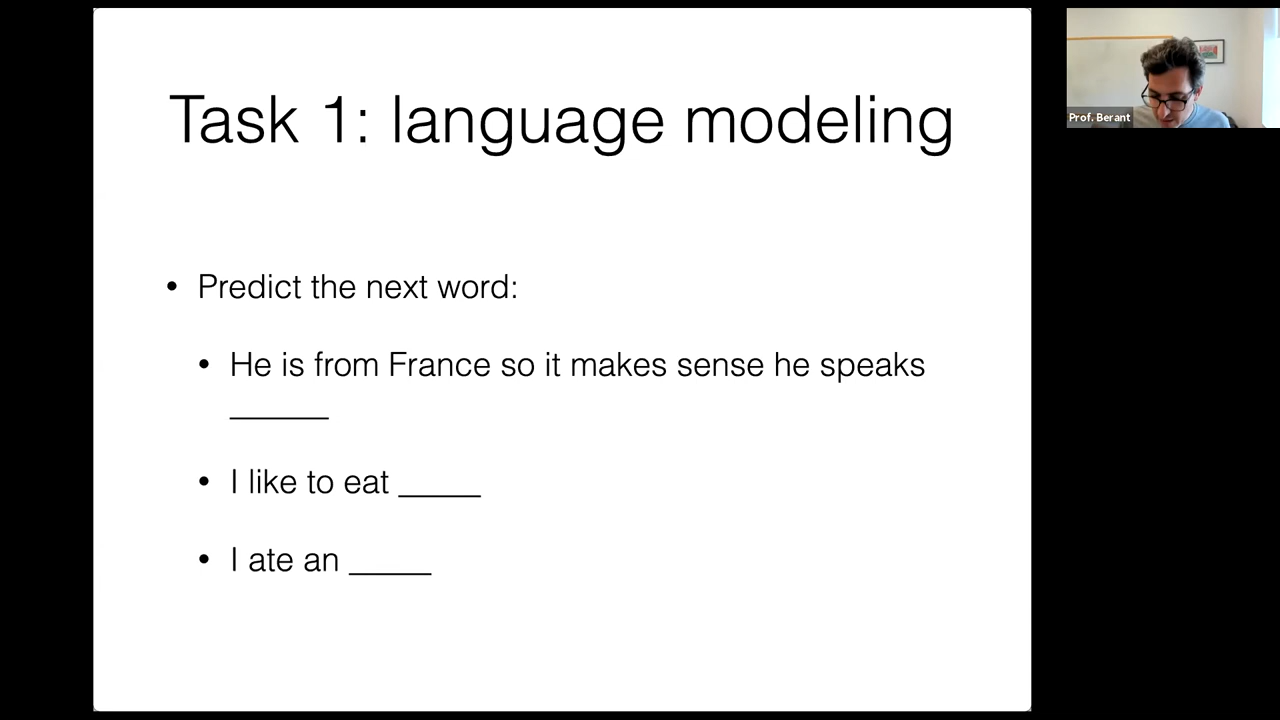 Task 1: language modeling
• Predict the next word:
• He is from France so it makes sense he speaks
______
• I like to eat _____
• I ate an _____
Prof. Berant